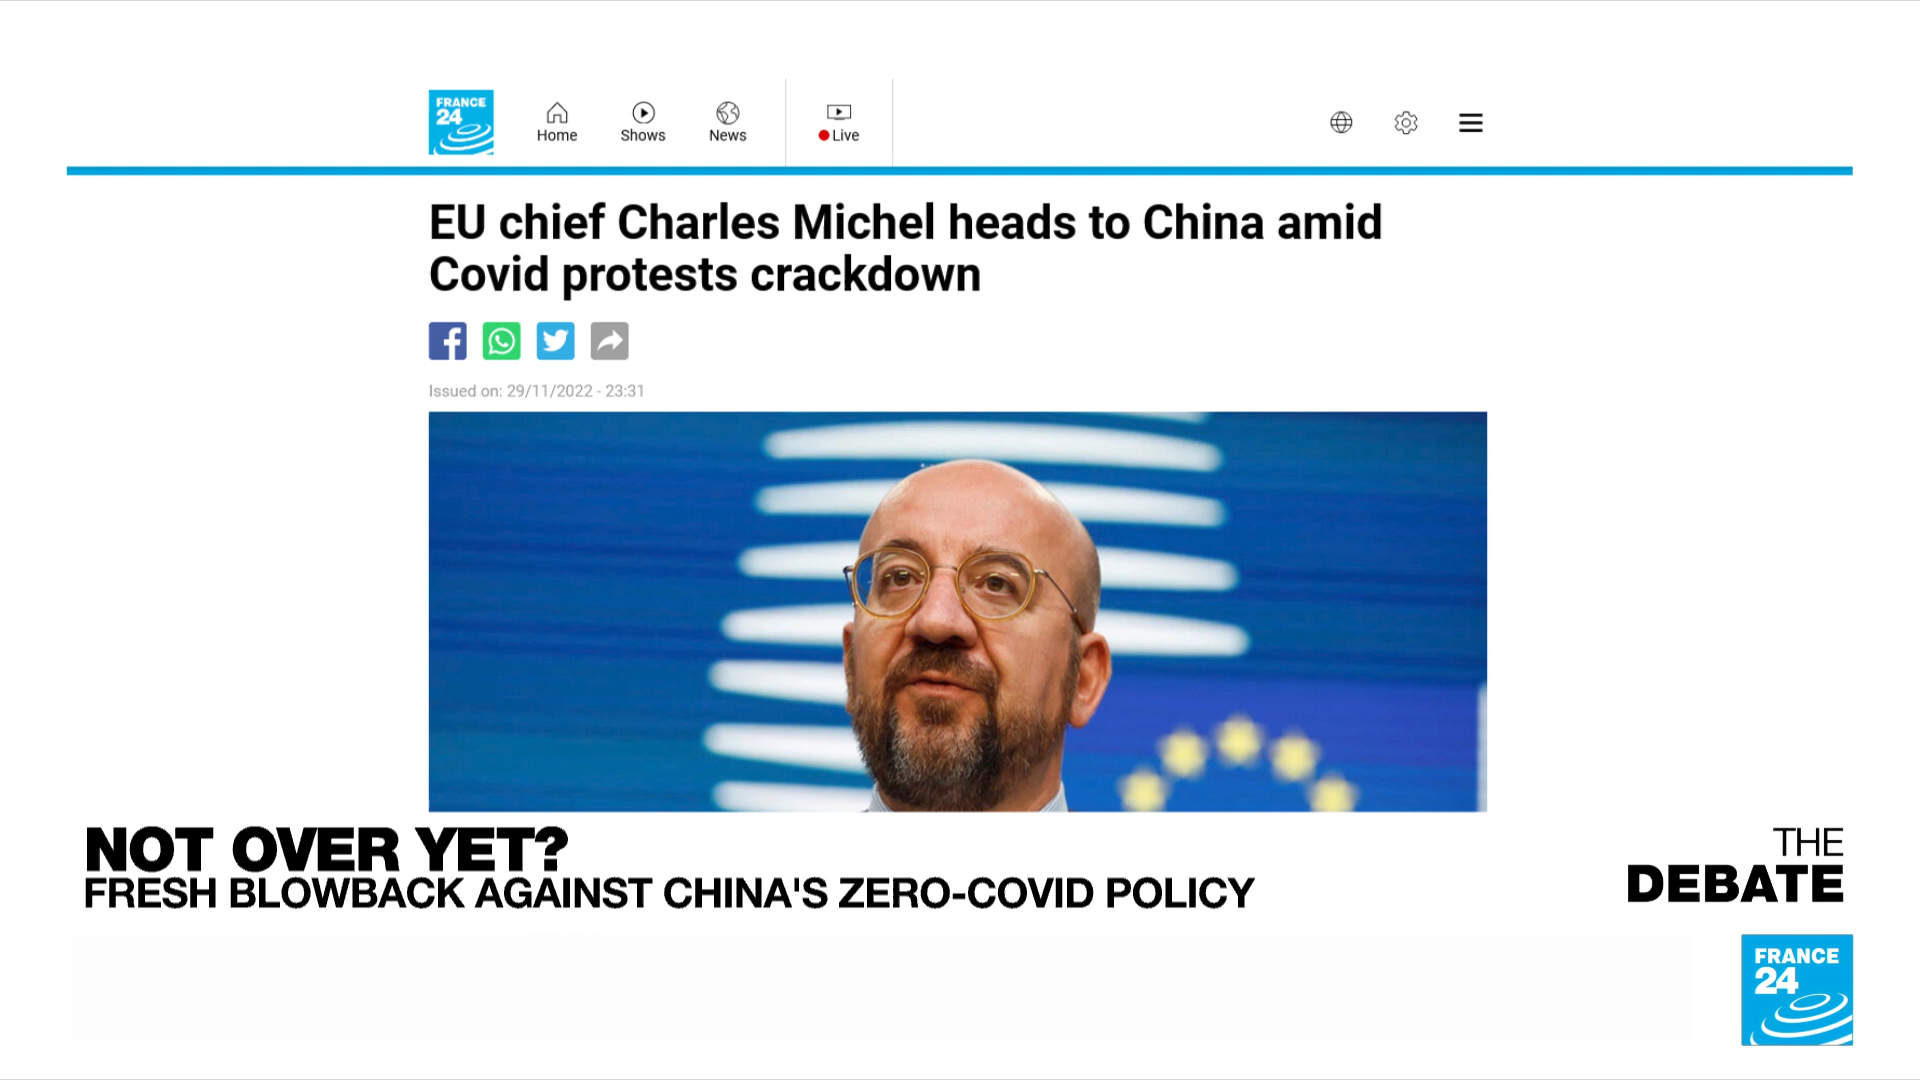 FRANCE
24
Home
Shows
News
Live
EU chief Charles Michel heads to China amid
Covid protests crackdown
Issued on: 29/11/2022 - 23:31
NOT OVER YET?
FRESH BLOWBACK AGAINST CHINA'S ZERO-COVID POLICY
THE
DEBATE
FRANCE
24